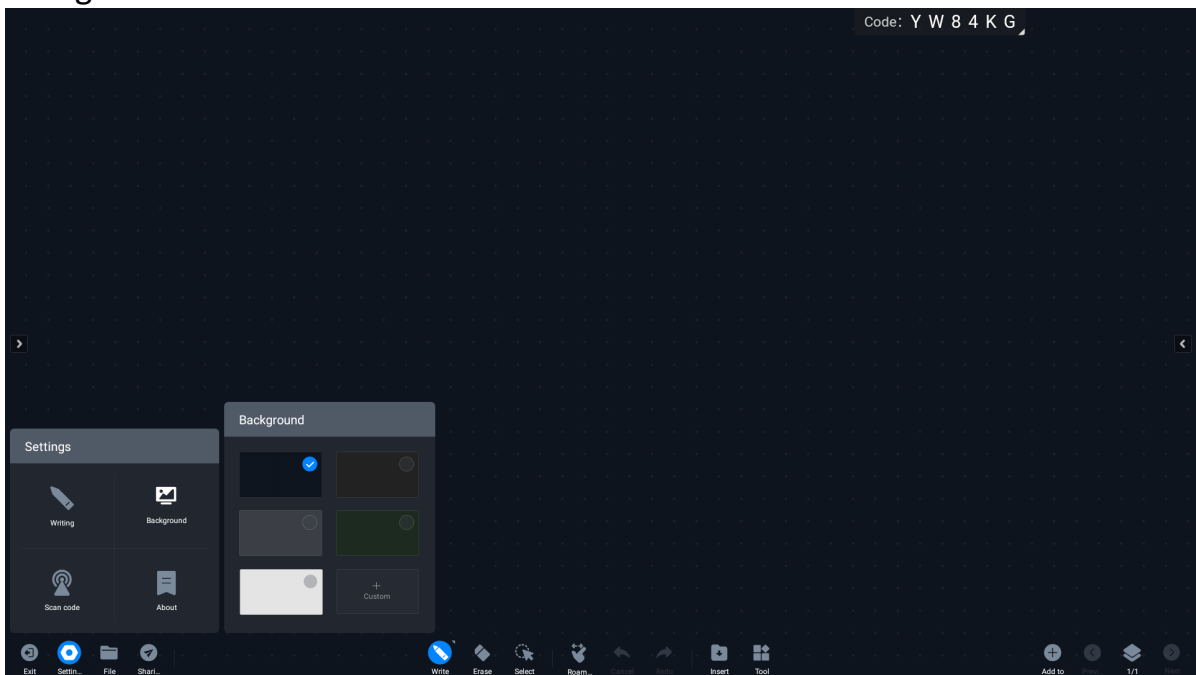 Code: Y W 8 4 K G
Background
Settings
Writing
Background
Scan code
About
Custom
Exit
Settin...
File
Shari...
Write
Erase
Select
Roam...
Cancel
Redo
Insert
Tool
Add to
Prev...
1/1
Next